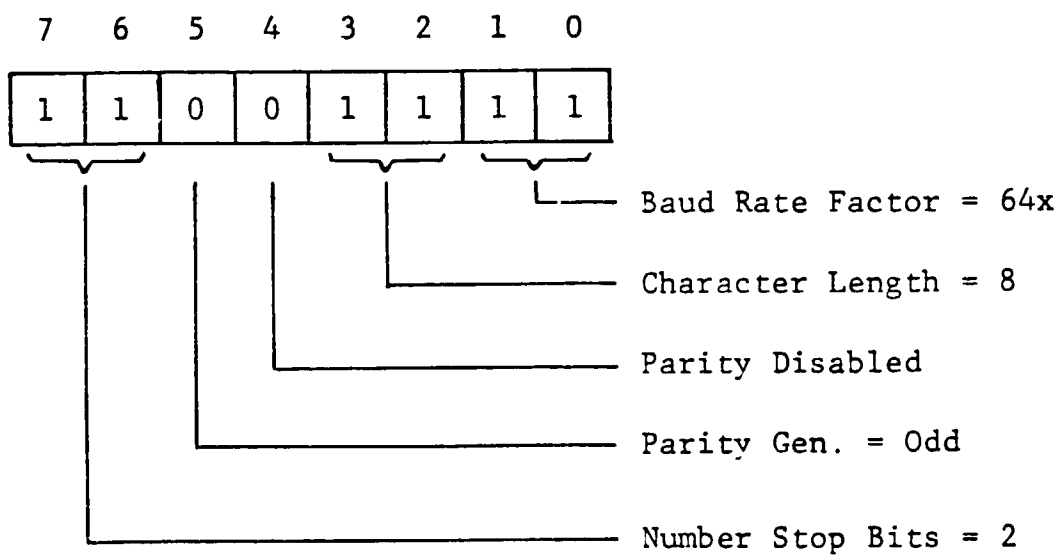 7 6 5 4 3 2 1 0
1 1 0 0 1 1 1 1
Baud Rate Factor = 64x
Character Length = 8
Parity Disabled
Parity Gen. = Odd
Number Stop Bits = 2